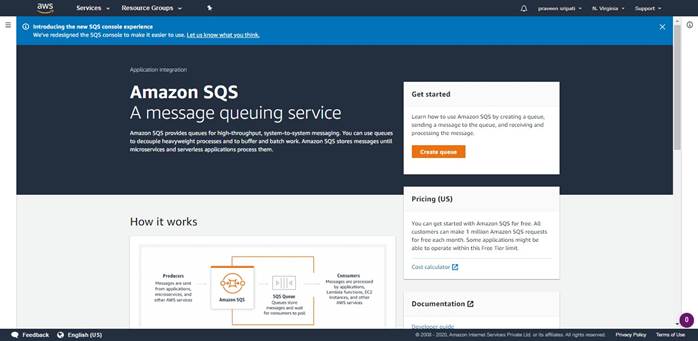 aws
Services
Resource Groups
praveen sripati
N. Virginia
Support
Introducing the new SQS console experience
We've redesigned the SQS console to make it easier to use. Let us know what you think.
Application Integration
Amazon SQS
A message queuing service
Amazon SQS provides queues for high-throughput, system-to-system messaging. You can use queues
to decouple heavyweight processes and to buffer and batch work. Amazon SQS stores messages until
microservices and serverless applications process them.
Get started
Learn how to use Amazon SQS by creating a queue,
sending a message to the queue, and receiving and
processing the message.
Create queue
Pricing (US)
You can get started with Amazon SQS for free. All
customers can make 1 million Amazon SQS requests
for free each month. Some applications might be
able to operate within this Free Tier limit.
Cost calculator
How it works
Producers
Messages are sent
from applications,
microservices, and
other AWS services
Amazon SQS
SQS Queue
Queues store
messages and wait
for consumers to poll
Consumers
Messages are processed
by applications,
Lambda functions, EC2
instances, and other
AWS services
Documentation
Developer guide
0
Feedback
English (US)
© 2008 - 2020, Amazon Internet Services Private Ltd. or its affiliates. All rights reserved.
Privacy Policy
Terms of Use